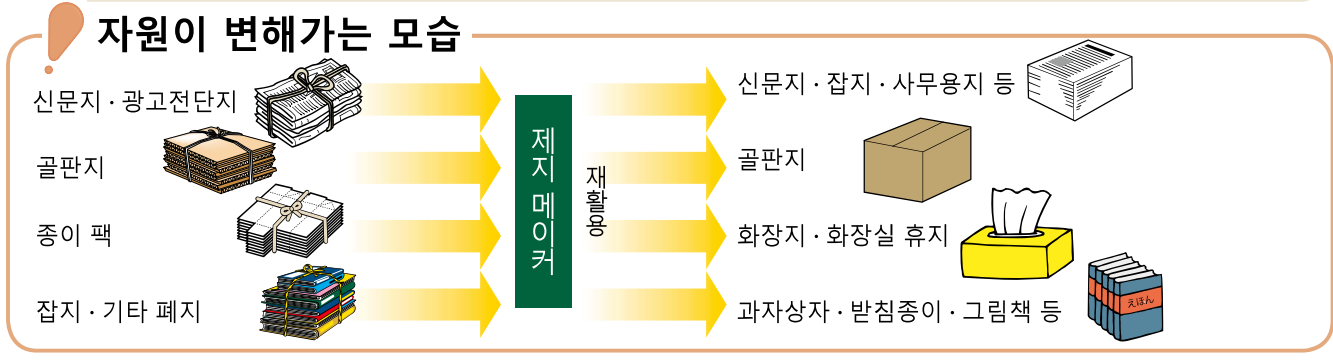 자원이 변해가는 모습
신문지 · 광고전단지
골판지
종이 팩
잡지 · 기타 폐지
제지 메이커
재활용
신문지 · 잡지 · 사무용지 등
골판지
화장지 · 화장실 휴지
과자상자 · 받침종이 · 그림책 등
えほん